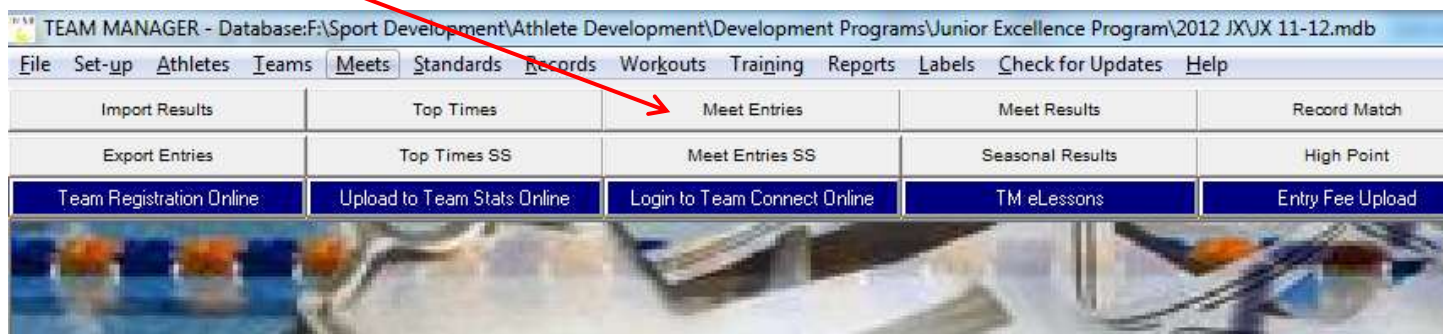 TEAM MANAGER - Database:F:\Sport Development\Athlete Development\Development Programs\Junior Excellence Program\2012 JX\JX 11-12.mdb
File Set-up Athletes Teams Meets Standards Records Workouts Training Reports Labels Check for Updates Help
Import Results Top Times Meet Entries Meet Results Record Match
Export Entries Top Times SS Meet Entries SS Seasonal Results High Point
Team Registration Online Upload to Team Stats Online Login to Team Connect Online TM eLessons Entry Fee Upload